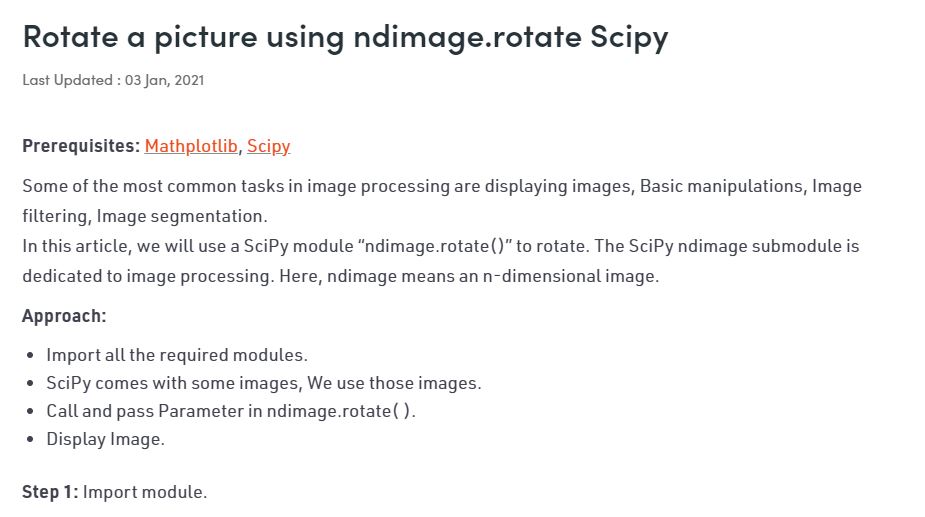 Rotate a picture using ndimage.rotate Scipy
Last Updated : 03 Jan, 2021
Prerequisites: Mathplotlib, Scipy
Some of the most common tasks in image processing are displaying images, Basic manipulations, Image
filtering, Image segmentation.
In this article, we will use a SciPy module “ndimage.rotate()” to rotate. The SciPy ndimage submodule is
dedicated to image processing. Here, ndimage means an n-dimensional image.
Approach:
• Import all the required modules.
• SciPy comes with some images, We use those images.
• Call and pass Parameter in ndimage.rotate( ).
• Display Image.
Step 1: Import module.